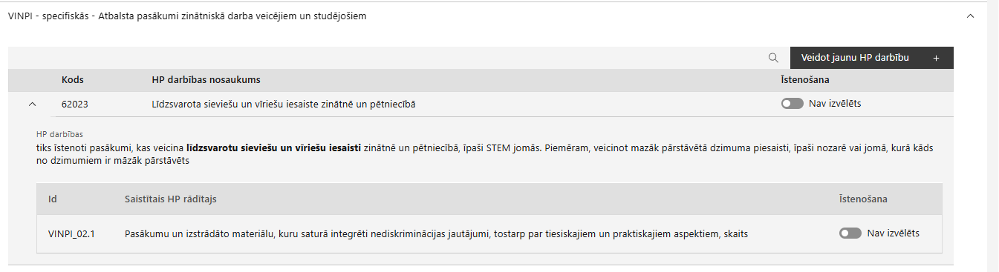 VINPI - specifiskās - Atbalsta pasākumi zinātniskā darba veicējiem un studējošiem
Veidot jaunu HP darbību +
Kods HP darbības nosaukums Īstenošana
62023 Līdzsvarota sieviešu un vīriešu iesaiste zinātnē un pētniecībā Nav izvēlēts
HP darbības
tiks īstenoti pasākumi, kas veicina līdzsvarotu sieviešu un vīriešu iesaisti zinātnē un pētniecībā, īpaši STEM jomās. Piemēram, veicinot mazāk pārstāvētā dzimuma piesaisti, īpaši nozarē vai jomā, kurā kāds
no dzimumiem ir māzāk pārstāvēts
Id Saistītais HP rādītajs Īstenošana
VINPI_02.1 Pasākumu un izstrādāto materiālu, kuru saturā integrēti nediskriminācijas jautājumi, tostarp par tiesiskajiem un praktiskajiem aspektiem, skaits Nav izvēlēts